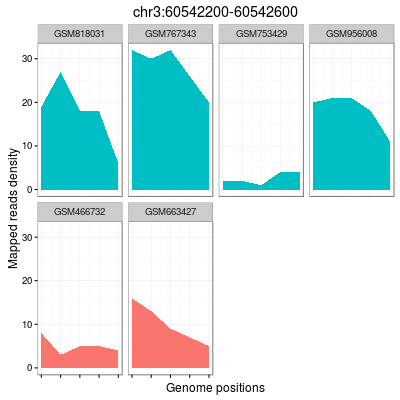 chr3:60542200-60542600
GSM818031 GSM767343 GSM753429 GSM956008
30
20
10
0
GSM466732 GSM663427
30
20
10
0
Mapped reads density
Genome positions